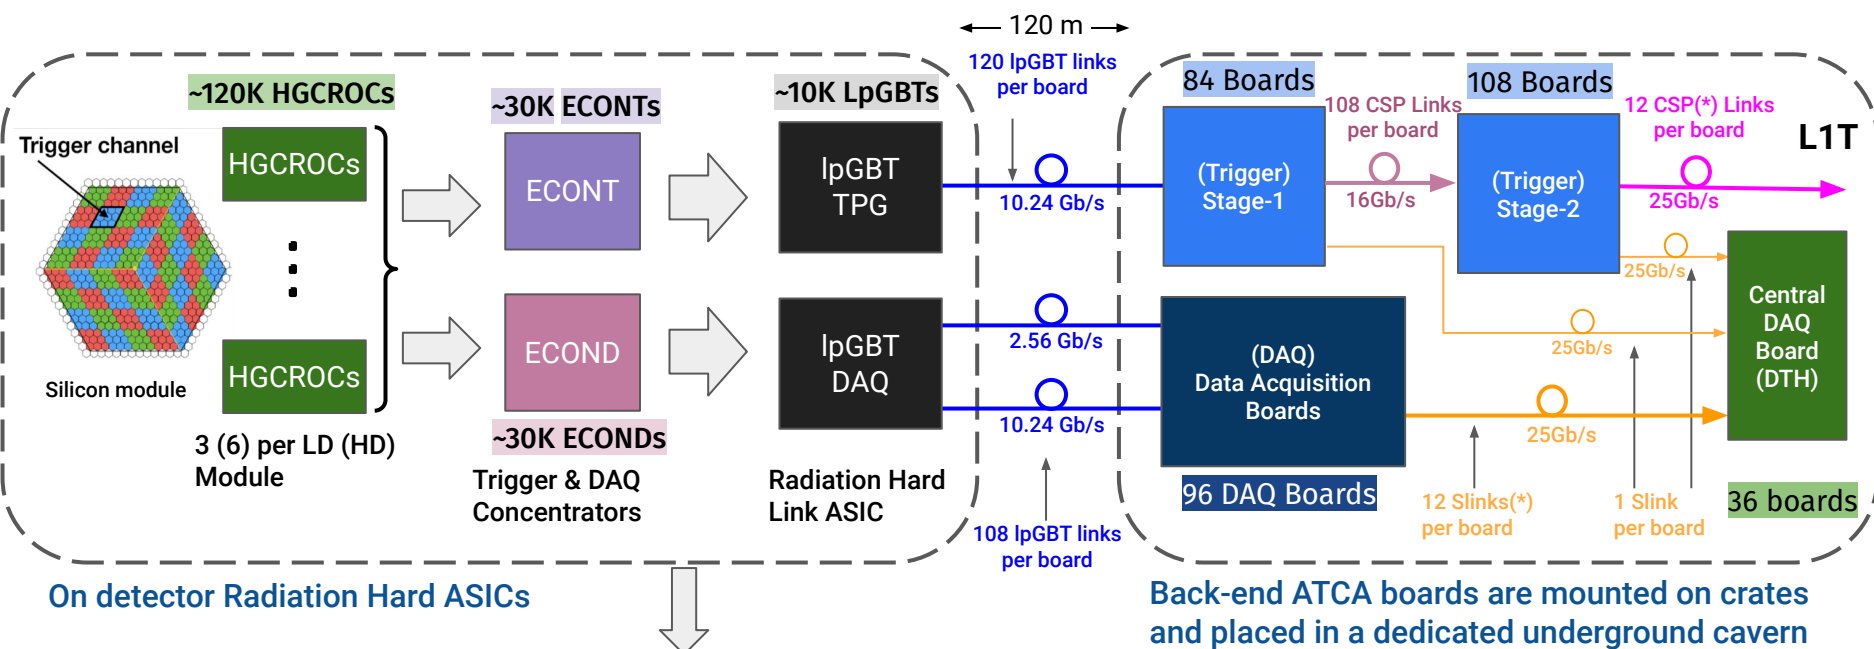 120 m
120 lpGBT links
per board
~120K HGCROCs
~30K ECONTs
~10K LpGBTs
84 Boards
108 Boards
108 CSP Links
per board
12 CSP(*) Links
per board
L1T
Trigger channel
HGCROCs
ECONT
lpGBT
TPG
10.24 Gb/s
(Trigger)
Stage-1
16Gb/s
(Trigger)
Stage-2
25Gb/s
25Gb/s
Silicon module
HGCROCs
3 (6) per LD (HD)
Module
ECOND
~30K ECONDs
Trigger & DAQ
Concentrators
lpGBT
DAQ
Radiation Hard
Link ASIC
2.56 Gb/s
10.24 Gb/s
108 lpGBT links
per board
(DAQ)
Data Acquisition
Boards
96 DAQ Boards
25Gb/s
25Gb/s
12 Slinks(*)
per board
1 Slink
per board
Central
DAQ
Board
(DTH)
36 boards
On detector Radiation Hard ASICs
Back-end ATCA boards are mounted on crates
and placed in a dedicated underground cavern